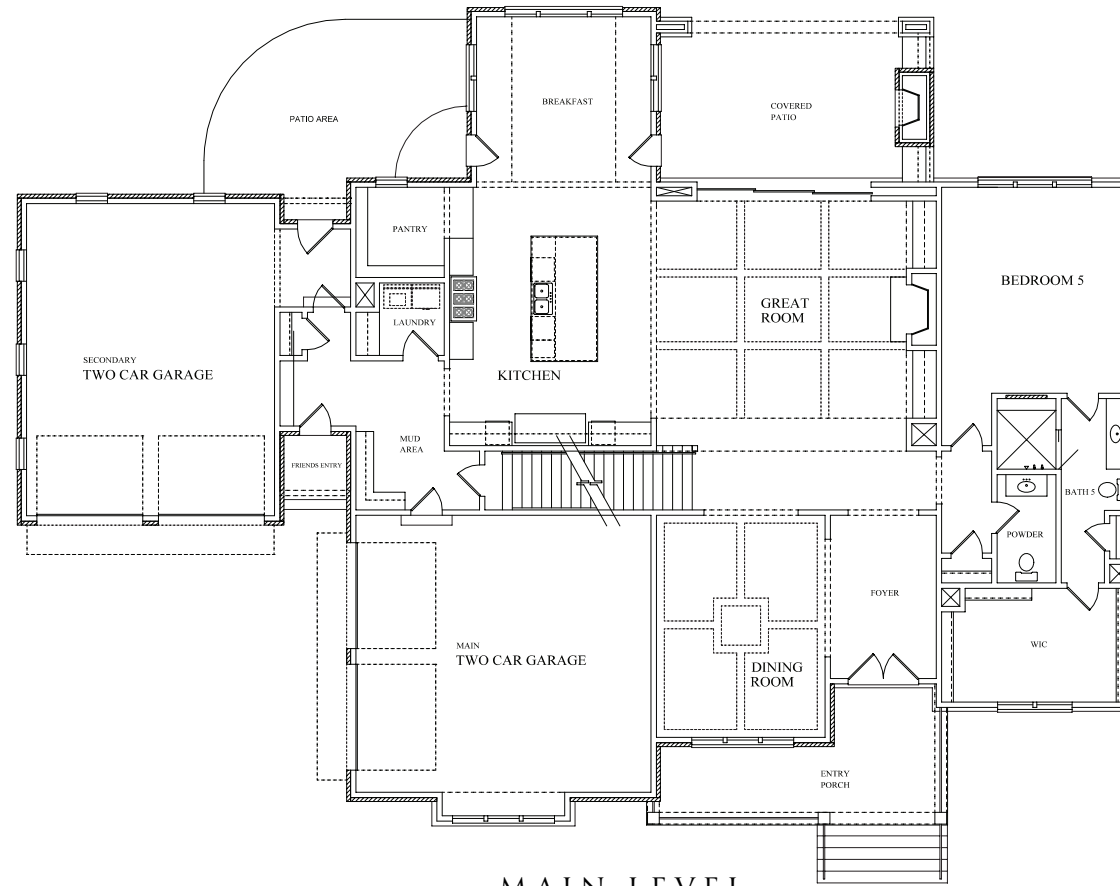 BREAKFAST
COVERED
PATIO
PATIO AREA
PANTRY
BEDROOM 5
GREAT
ROOM
LAUNDRY
SECONDARY
TWO CAR GARAGE
KITCHEN
MUD
AREA
FRIENDS ENTRY
BATH 5
POWDER
FOYER
MAIN
TWO CAR GARAGE
WIC
DINING
ROOM
ENTRY
PORCH
MAIN LEVEL